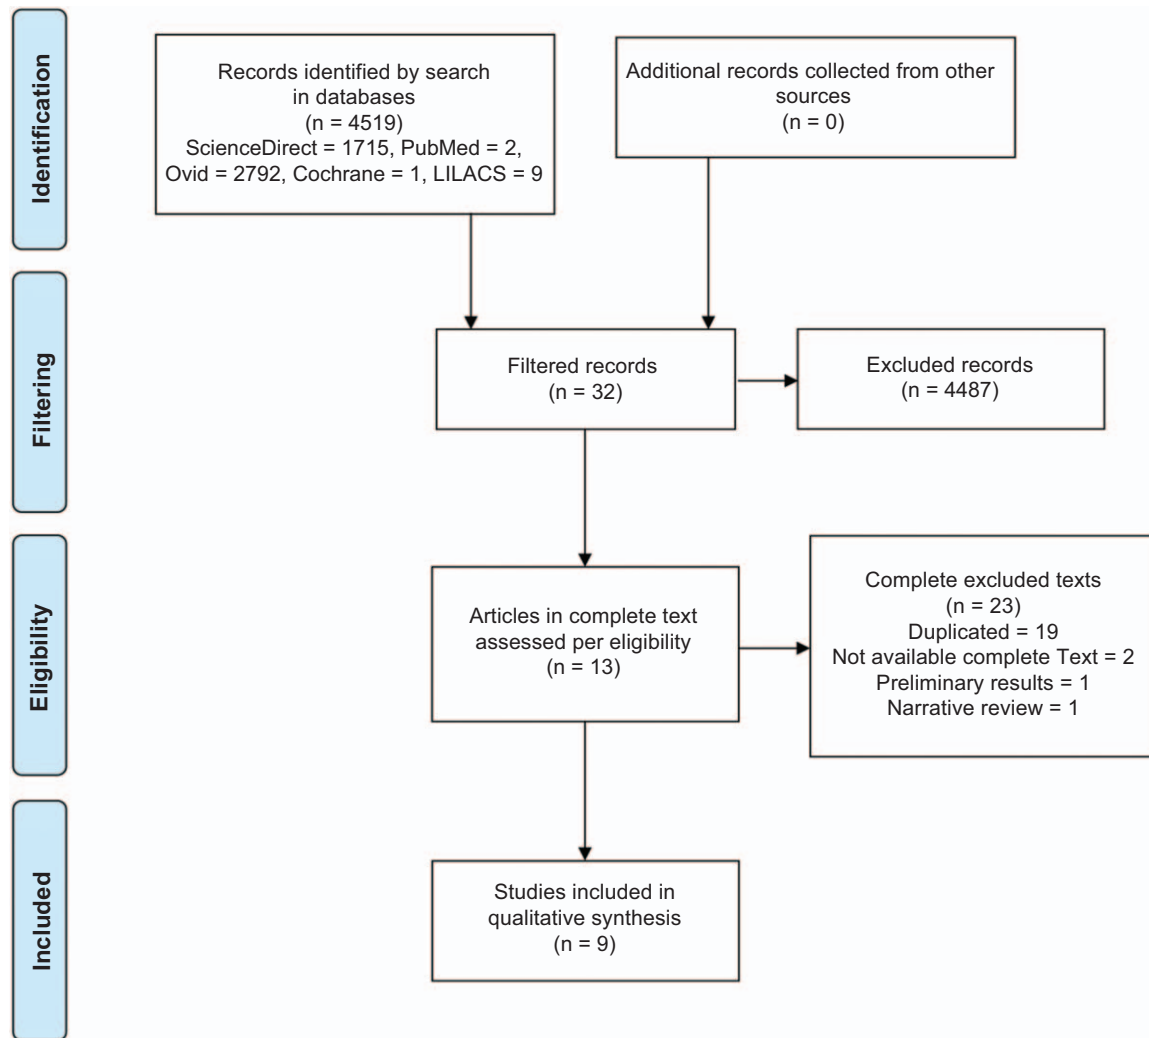 Identification
Records identified by search
in databases
(n = 4519)
ScienceDirect = 1715, PubMed = 2,
Ovid = 2792, Cochrane = 1, LILACS = 9
Additional records collected from other
sources
(n = 0)
Filtering
Filtered records
(n = 32)
Excluded records
(n = 4487)
Eligibility
Articles in complete text
assessed per eligibility
(n = 13)
Complete excluded texts
(n = 23)
Duplicated = 19
Not available complete Text = 2
Preliminary results = 1
Narrative review = 1
Included
Studies included in
qualitative synthesis
(n = 9)